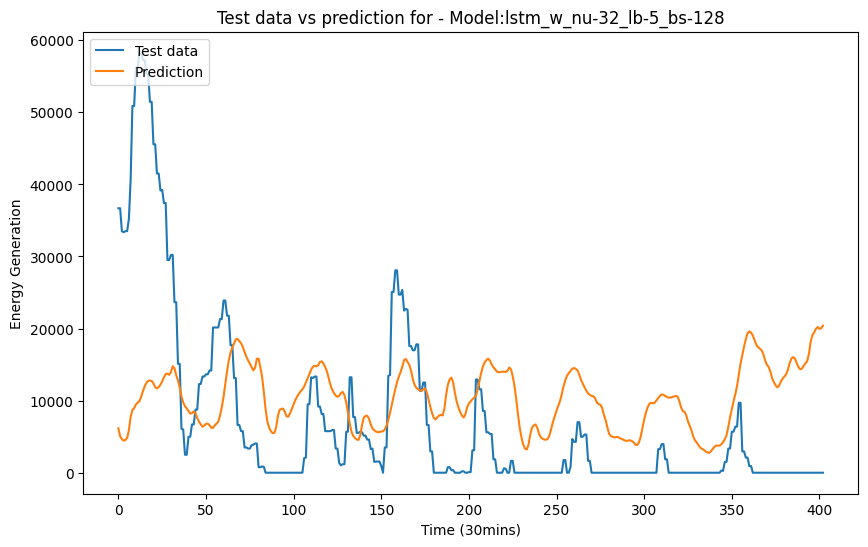 Test data vs prediction for - Model:lstm_w_nu-32_lb-5_bs-128
Test data
Prediction
60000
50000
40000
30000
20000
10000
0
Energy Generation
0 50 100 150 200 250 300 350 400
Time (30mins)